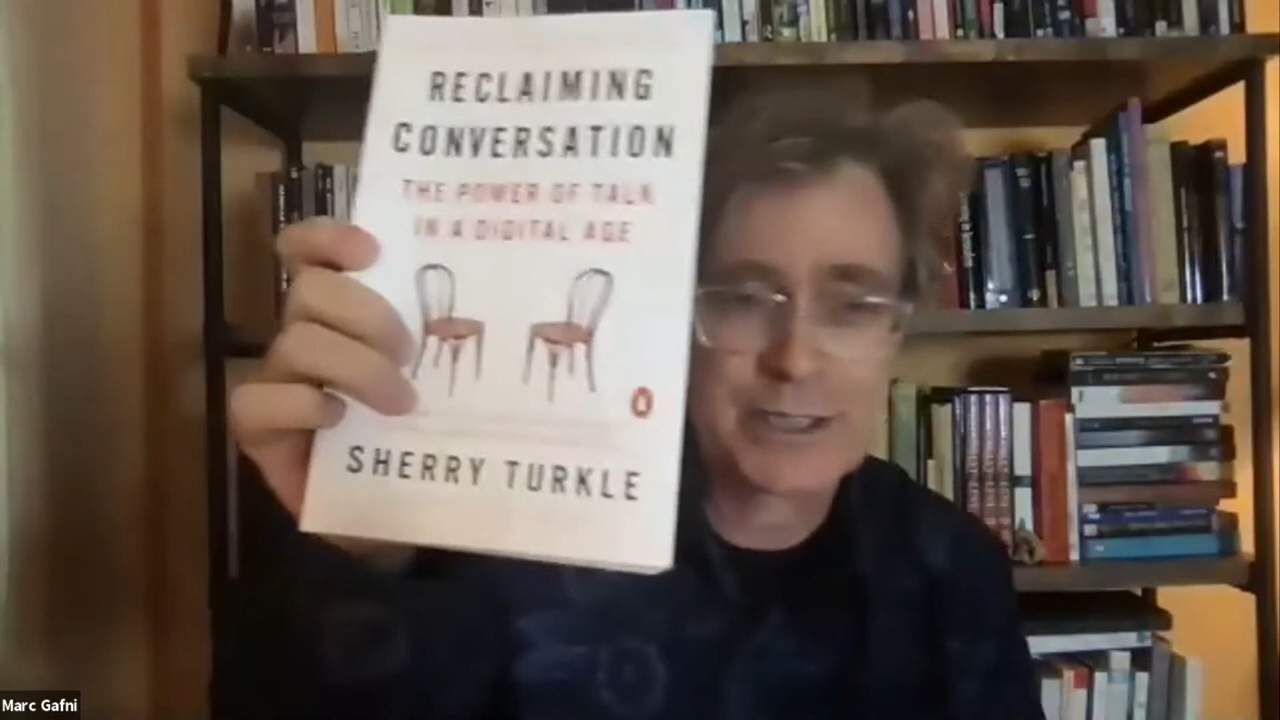 RECLAIMING
CONVERSATION
THE POWER OF TALK
IN A DIGITAL AGE
SHERRY TURKLE
Marc Gafni